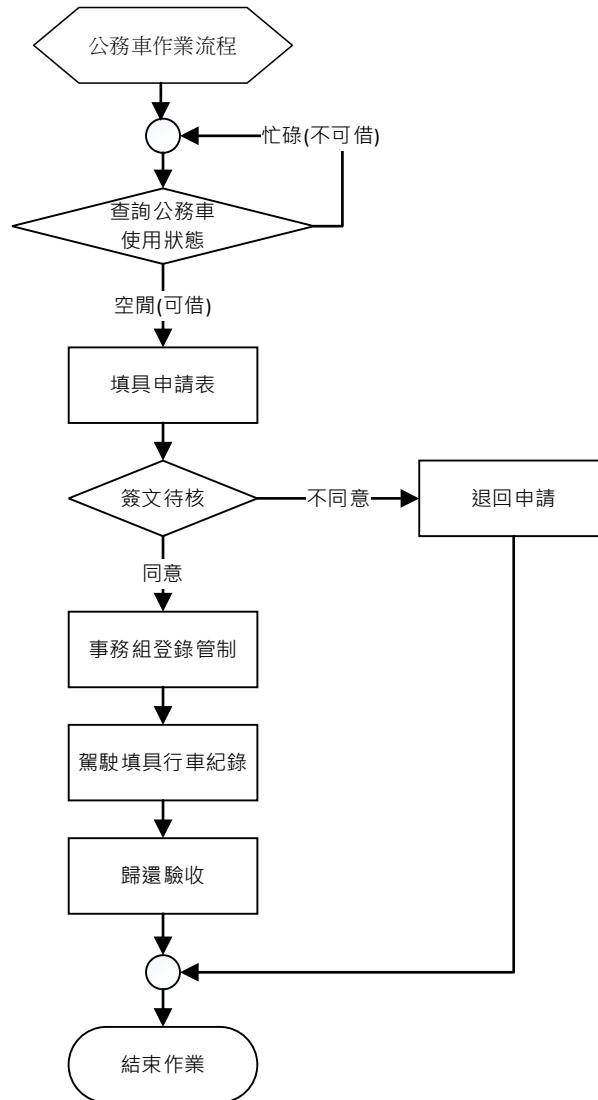 公務車作業流程
忙碌(不可借)
查詢公務車
使用狀態
空閒(可借)
填具申請表
簽文待核
不同意
退回申請
同意
事務組登錄管制
駕駛填具行車紀錄
歸還驗收
結束作業